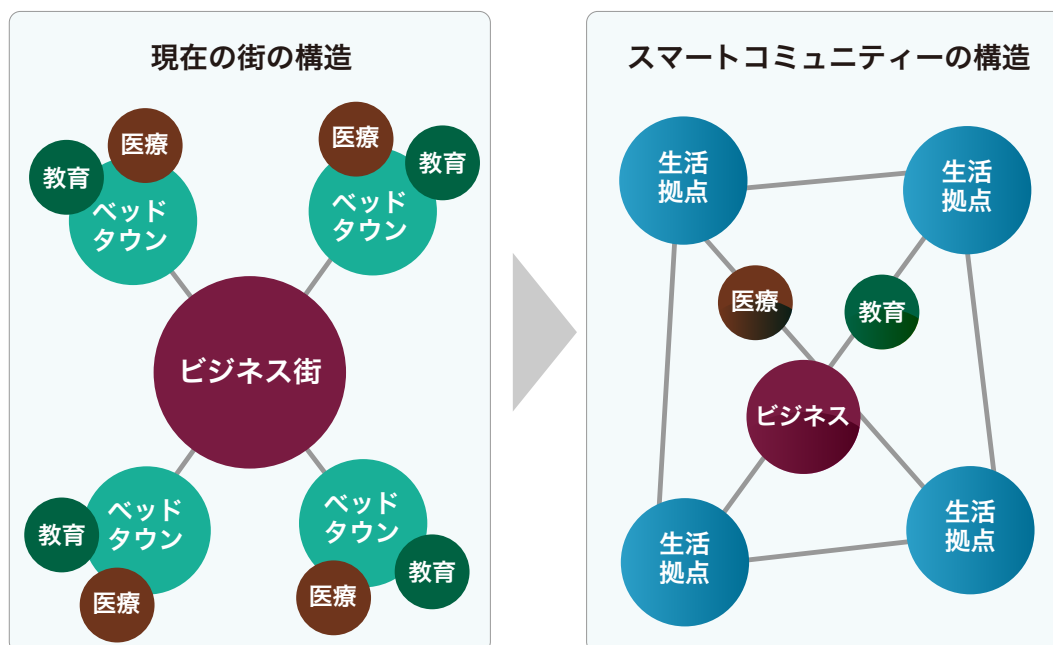 現在の街の構造
医療
教育
ベッド
タウン
医療
教育
ベッド
タウン
ビジネス街
ベッド
タウン
教育
医療
ベッド
タウン
教育
医療
スマートコミュニティーの構造
生活
拠点
生活
拠点
医療
教育
ビジネス
生活
拠点
生活
拠点